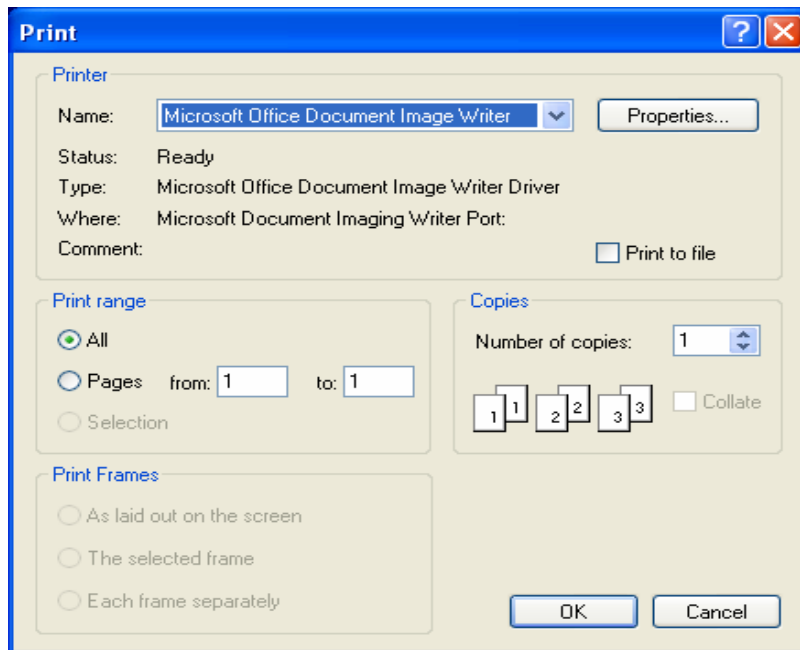 Print
Printer
Name: Microsoft Office Document Image Writer Properties...
Status: Ready
Type: Microsoft Office Document Image Writer Driver
Where: Microsoft Document Imaging Writer Port:
Comment: Print to file
Print range
All
Pages from: 1 to: 1
Selection
Copies
Number of copies: 1
1 1 2 2 3 3 Collate
Print Frames
As laid out on the screen
The selected frame
Each frame separately
OK Cancel